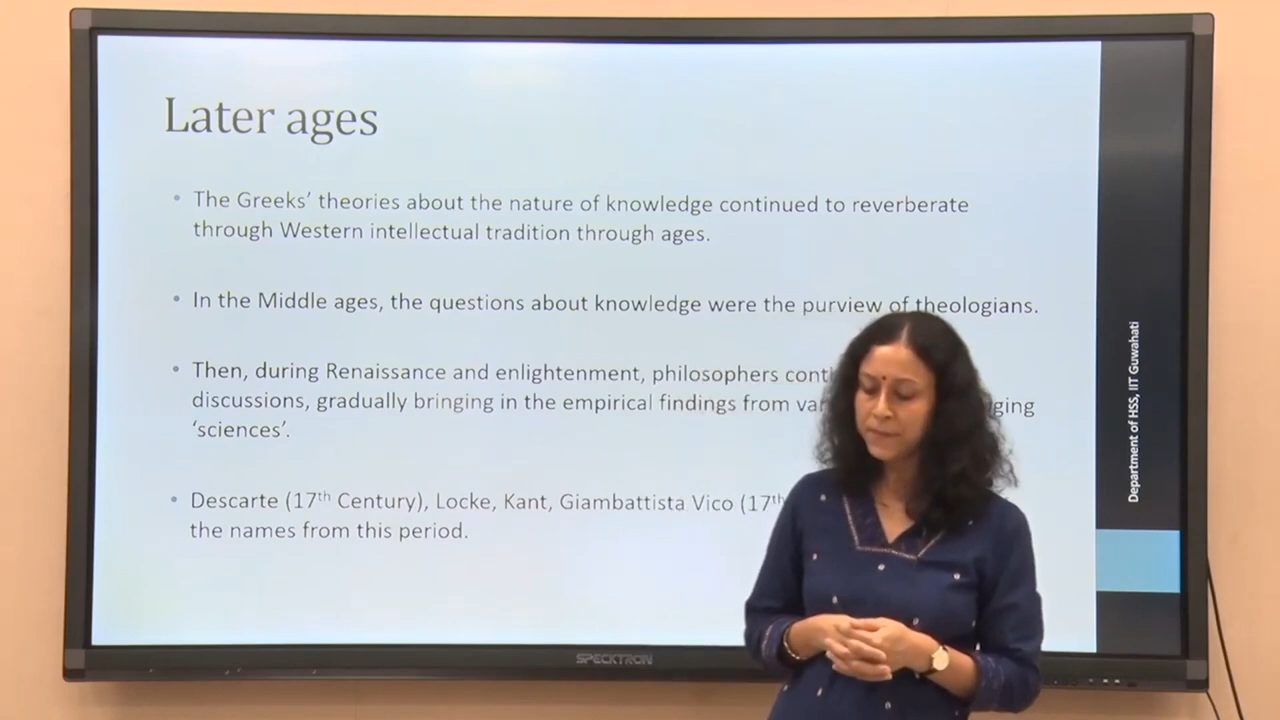 Later ages
• The Greeks’ theories about the nature of knowledge continued to reverberate
through Western intellectual tradition through ages.
• In the Middle ages, the questions about knowledge were the purview of theologians.
• Then, during Renaissance and enlightenment, philosophers
discussions, gradually bringing in the empirical findings from
‘sciences’.
• Descarte (17th Century), Locke, Kant, Giambattista Vico (17th
the names from this period.
Department of HSS, IIT Guwahati
SPECKTRON